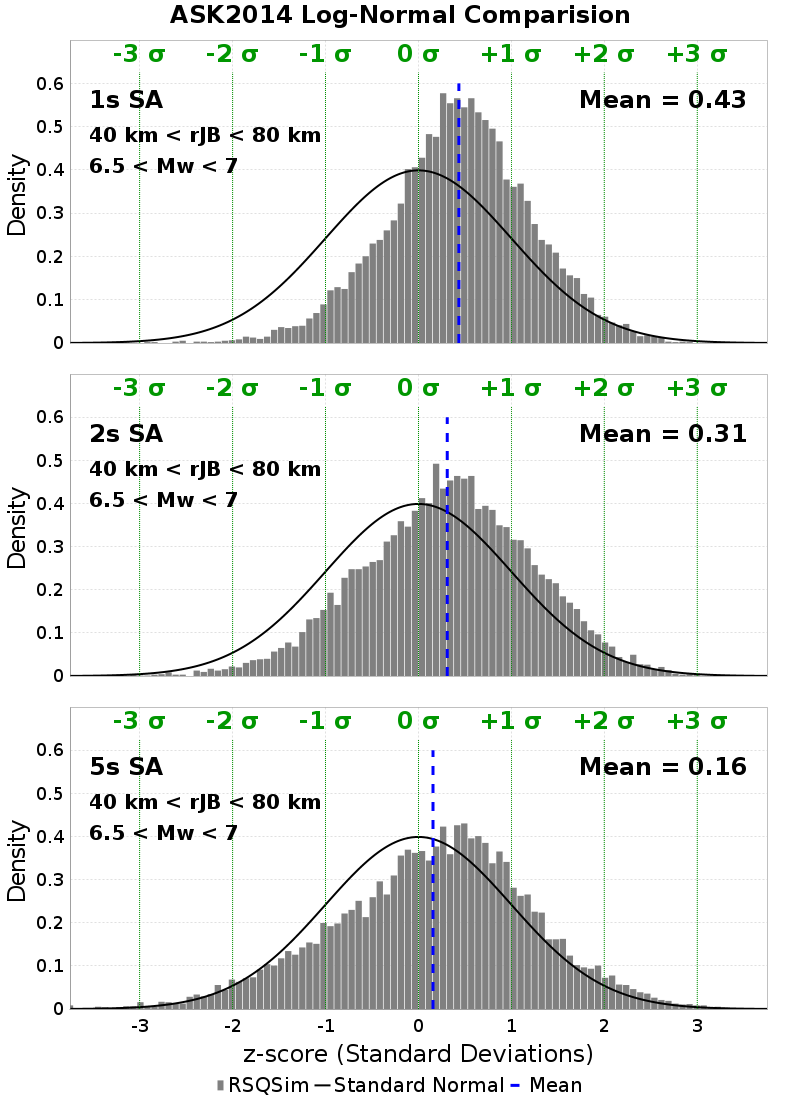 ASK2014 Log-Normal Comparision
-3 σ -2 σ -1 σ 0 σ +1 σ +2 σ +3 σ
1s SA
Mean = 0.43
40 km < rJB < 80 km
6.5 < Mw < 7
0.6
0.5
0.4
0.3
0.2
0.1
0
Density
-3 σ -2 σ -1 σ 0 σ +1 σ +2 σ +3 σ
2s SA
Mean = 0.31
40 km < rJB < 80 km
6.5 < Mw < 7
0.6
0.5
0.4
0.3
0.2
0.1
0
Density
-3 σ -2 σ -1 σ 0 σ +1 σ +2 σ +3 σ
5s SA
Mean = 0.16
40 km < rJB < 80 km
6.5 < Mw < 7
0.6
0.5
0.4
0.3
0.2
0.1
0
Density
-3 -2 -1 0 1 2 3
z-score (Standard Deviations)
RSQSim Standard Normal Mean